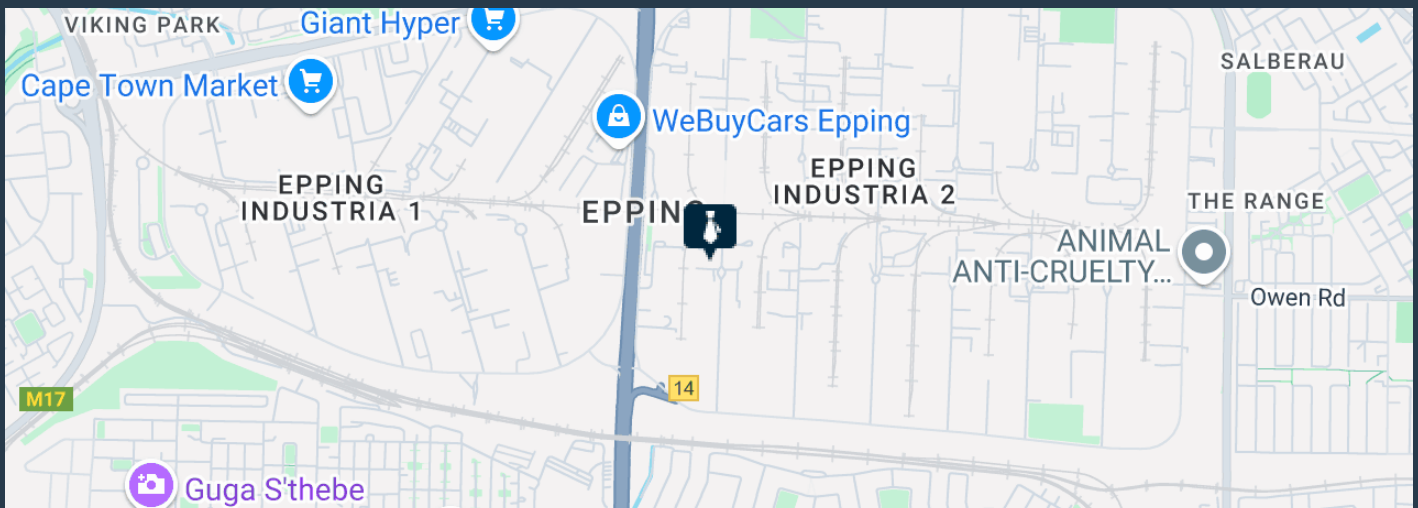 VIKING PARK
Giant Hyper
Cape Town Market
SALBERAU
WeBuyCars Epping
EPPING
INDUSTRIA 1
EPPING
INDUSTRIA 2
THE RANGE
ANIMAL
ANTI-CRUELTY...
Owen Rd
14
M17
Guga S'thebe